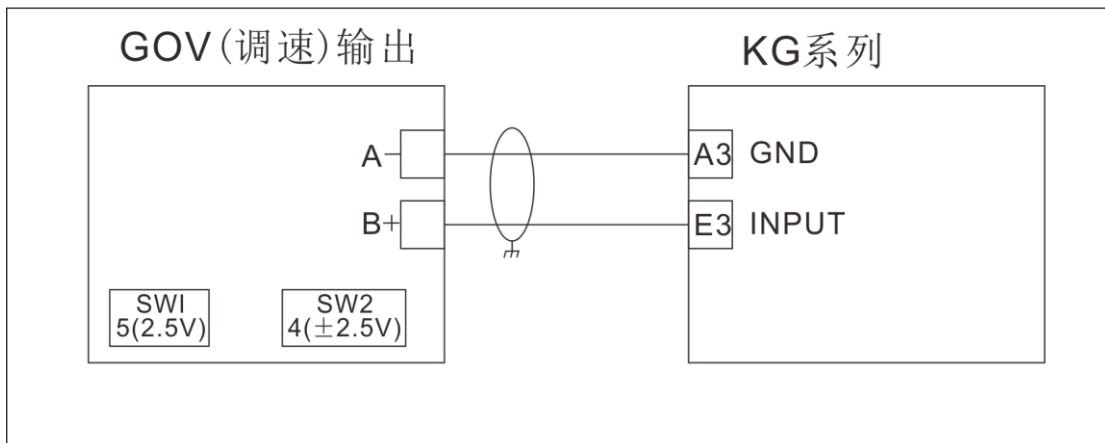 GOV(调速)输出
KG系列
A-
A3 GND
B+
E3 INPUT
SWI
5(2.5V)
SW2
4(±2.5V)